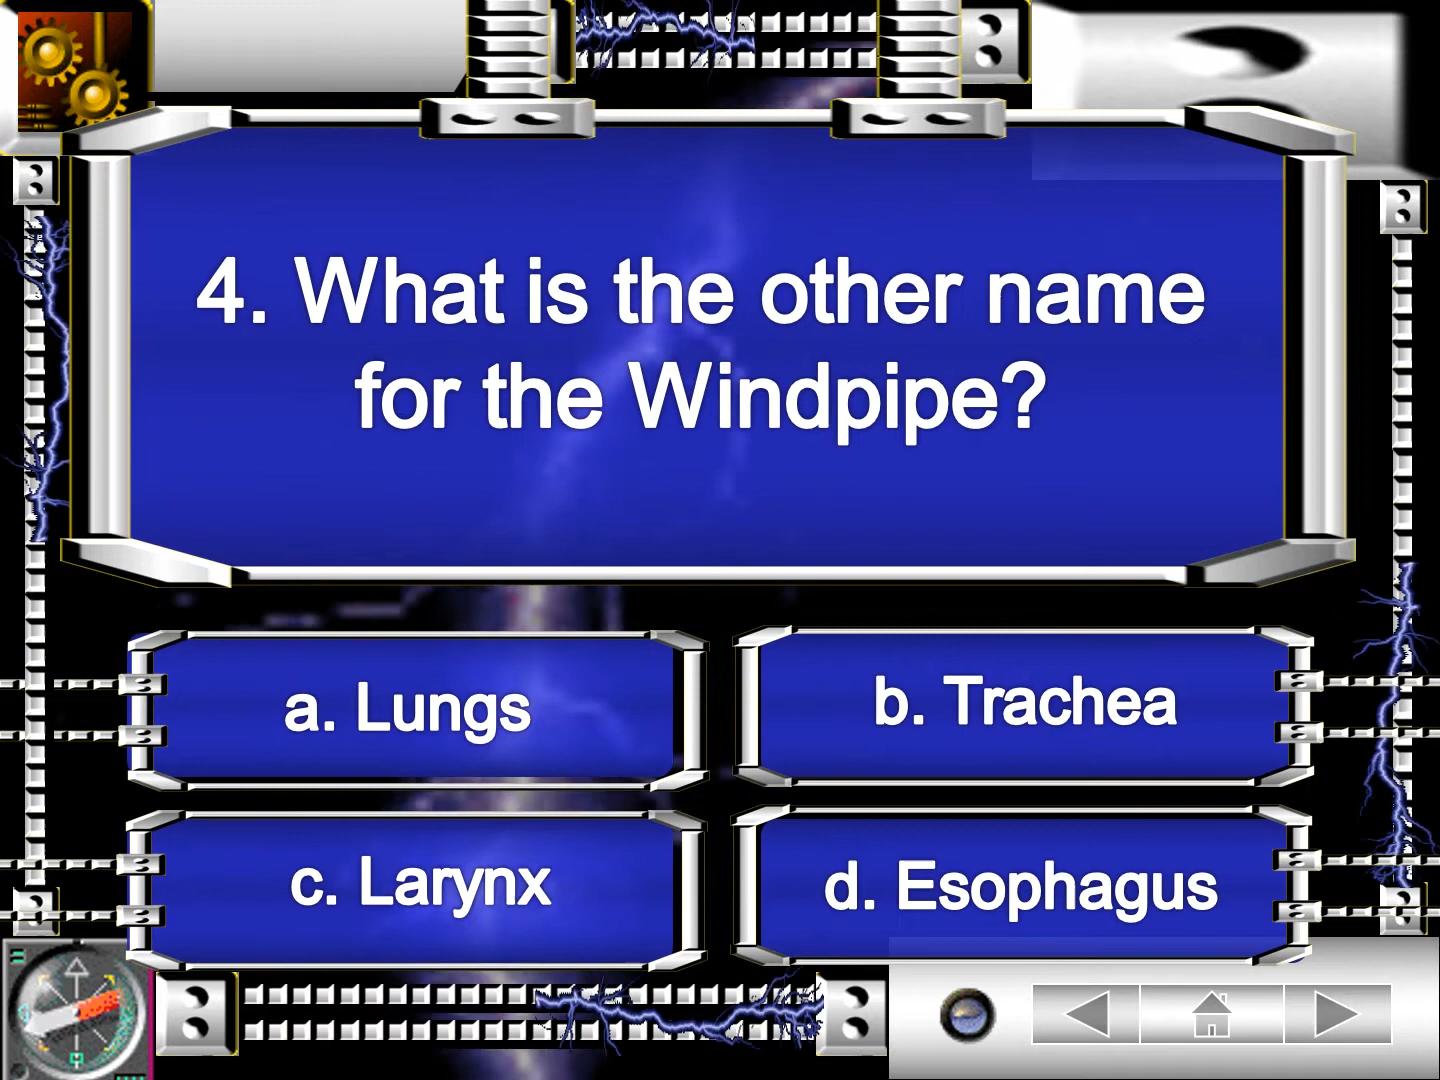 4. What is the other name
for the Windpipe?
a. Lungs
b. Trachea
c. Larynx
d. Esophagus